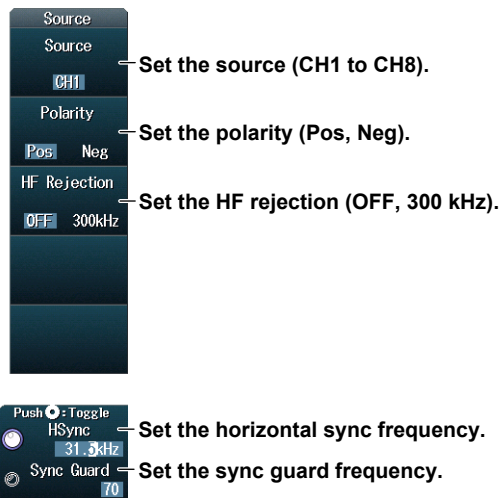 Source
Source
CH1
Set the source (CH1 to CH8).
Polarity
Pos Neg
Set the polarity (Pos, Neg).
HF Rejection
OFF 300kHz
Set the HF rejection (OFF, 300 kHz).
Push :Toggle
HSync
31.5kHz
Set the horizontal sync frequency.
Sync Guard
70
Set the sync guard frequency.